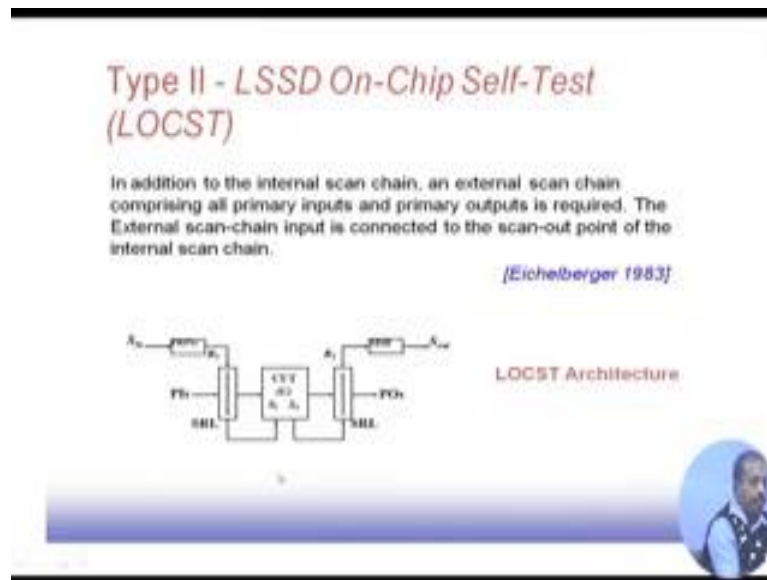 Type II - LSSD On-Chip Self-Test
(LOCST)
In addition to the internal scan chain, an external scan chain
comprising all primary inputs and primary outputs is required. The
External scan-chain input is connected to the scan-out point of the
internal scan chain.
[Eichelberger 1983]
CUT
PIs
POs
SRL
SRL
LOCST Architecture